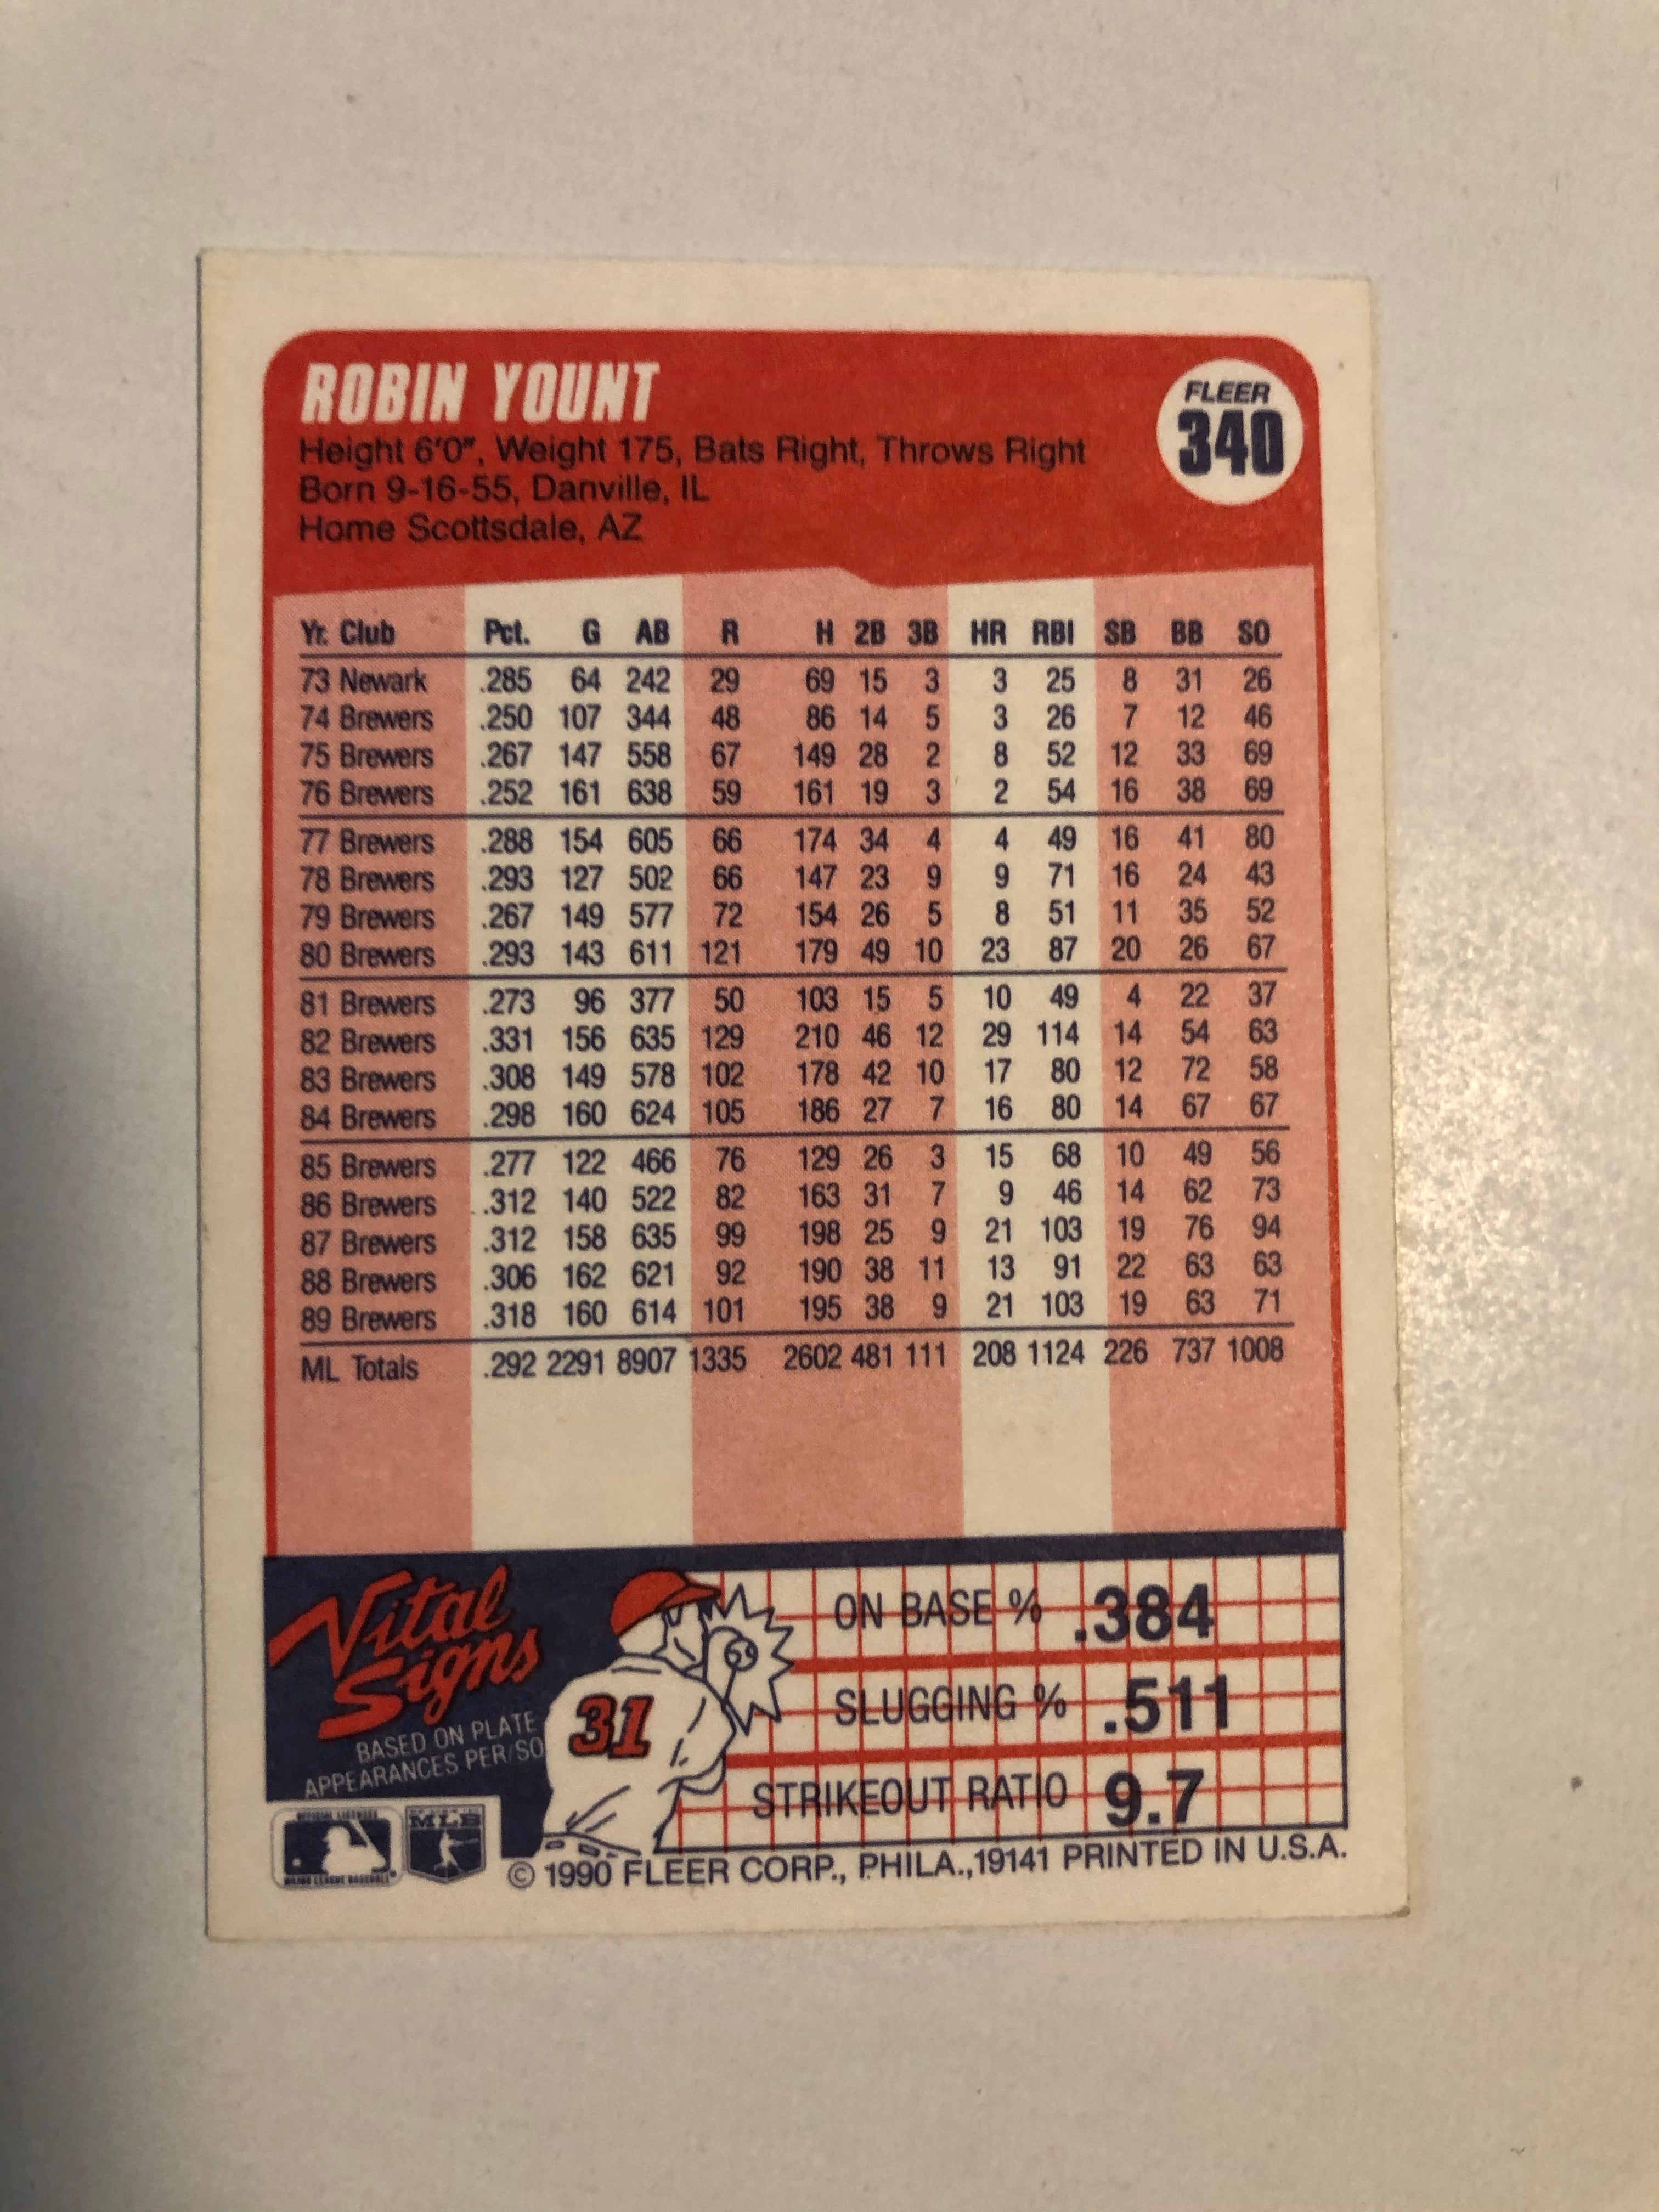 ROBIN YOUNT
FLEER
340
Height 6'0", Weight 175, Bats Right, Throws Right
Born 9-16-55, Danville, IL
Home Scottsdale, AZ
Yr. Club Pct. G AB R H 2B 3B HR RBI SB BB SO
73 Newark .285 64 242 29 69 15 3 3 25 8 31 26
74 Brewers .250 107 344 48 86 14 5 3 26 7 12 46
75 Brewers .267 147 558 67 149 28 2 8 52 12 33 69
76 Brewers .252 161 638 59 161 19 3 2 54 16 38 69
77 Brewers .288 154 605 66 174 34 4 4 49 16 41 80
78 Brewers .293 127 502 66 147 23 9 9 71 16 24 43
79 Brewers .267 149 577 72 154 26 5 8 51 11 35 52
80 Brewers .293 143 611 121 179 49 10 23 87 20 26 67
81 Brewers .273 96 377 50 103 15 5 10 49 4 22 37
82 Brewers .331 156 635 129 210 46 12 29 114 14 54 63
83 Brewers .308 149 578 102 178 42 10 17 80 12 72 58
84 Brewers .298 160 624 105 186 27 7 16 80 14 67 67
85 Brewers .277 122 466 76 129 26 3 15 68 10 49 56
86 Brewers .312 140 522 82 163 31 7 9 46 14 62 73
87 Brewers .312 158 635 99 198 25 9 21 103 19 76 94
88 Brewers .306 162 621 92 190 38 11 13 91 22 63 63
89 Brewers .318 160 614 101 195 38 9 21 103 19 63 71
ML Totals .292 2291 8907 1335 2602 481 111 208 1124 226 737 1008
Vital
Signs
BASED ON PLATE
APPEARANCES PER/SO
31
ON BASE % .384
SLUGGING % .511
STRIKEOUT RATIO 9.7
OFFICIAL LICENSEE
MAJOR LEAGUE BASEBALL
MLB
© 1990 FLEER CORP., PHILA., 19141 PRINTED IN U.S.A.